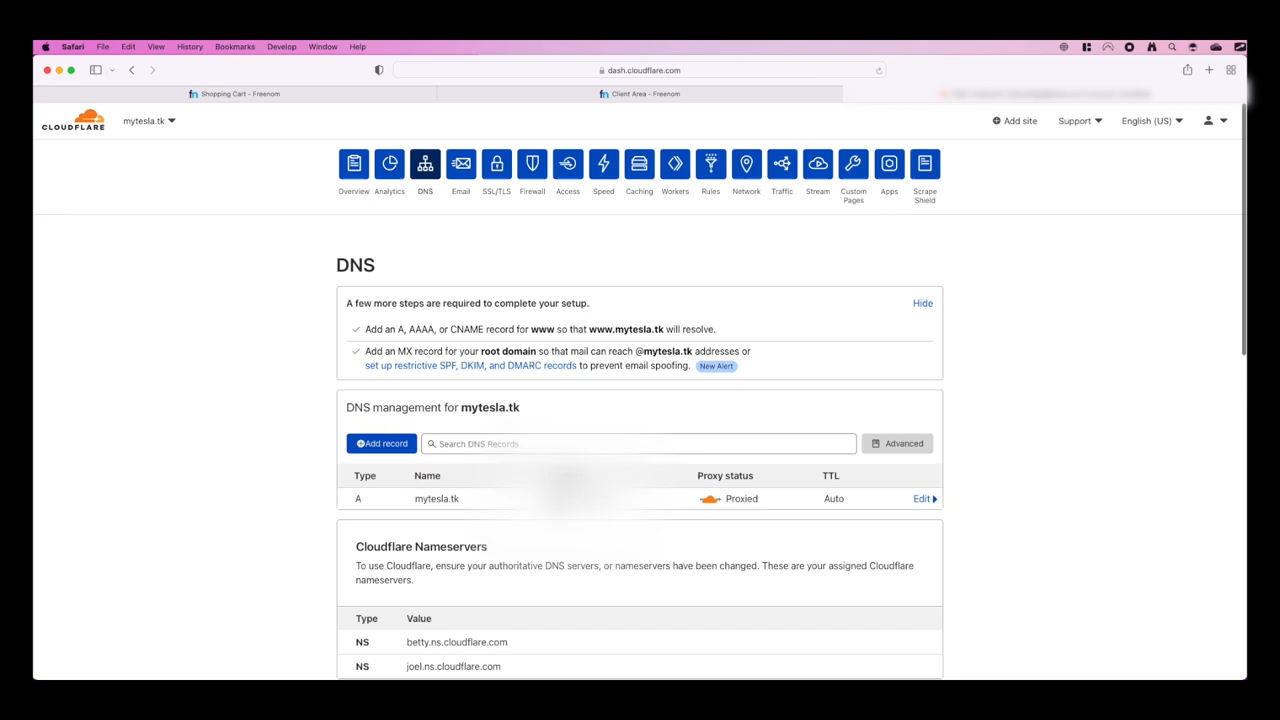 Safari File Edit View History Bookmarks Develop Window Help
dash.cloudflare.com
fn Shopping Cart - Freenom
fn Client Area - Freenom
CLOUDFLARE
mytesla.tk
Add site Support English (US)
Overview Analytics DNS Email SSL/TLS Firewall Access Speed Caching Workers Rules Network Traffic Stream Custom Pages Apps Scrape Shield
DNS
A few more steps are required to complete your setup. Hide
Add an A, AAAA, or CNAME record for www so that www.mytesla.tk will resolve.
Add an MX record for your root domain so that mail can reach @mytesla.tk addresses or
set up restrictive SPF, DKIM, and DMARC records to prevent email spoofing. New Alert
DNS management for mytesla.tk
Add record Search DNS Records Advanced
Type Name Proxy status TTL
A mytesla.tk Proxied Auto Edit
Cloudflare Nameservers
To use Cloudflare, ensure your authoritative DNS servers, or nameservers have been changed. These are your assigned Cloudflare
nameservers.
Type Value
NS betty.ns.cloudflare.com
NS joel.ns.cloudflare.com